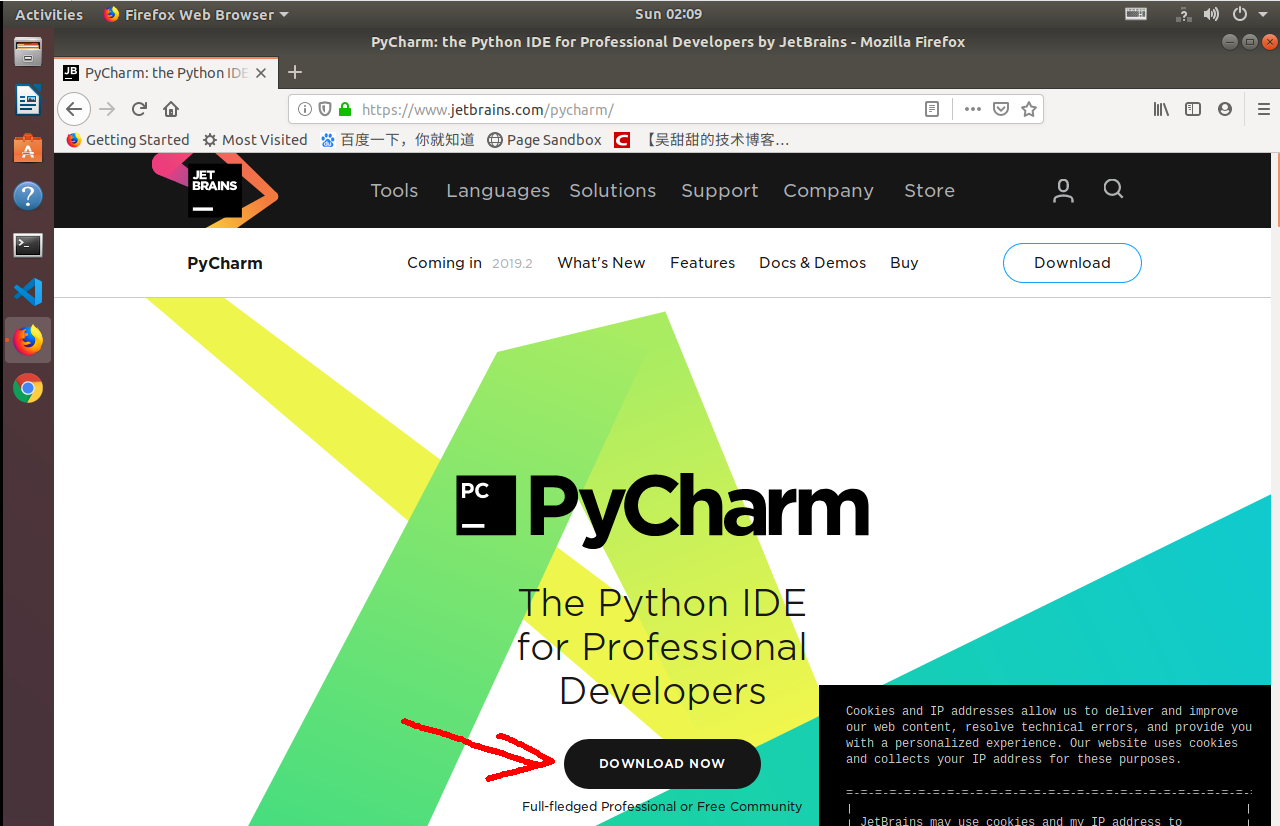 Activities Firefox Web Browser Sun 02:09
PyCharm: the Python IDE for Professional Developers by JetBrains - Mozilla Firefox
JB PyCharm: the Python IDE
https://www.jetbrains.com/pycharm/
Getting Started Most Visited 百度一下，你就知道 Page Sandbox C 【吴甜甜的技术博客...
JET BRAINS Tools Languages Solutions Support Company Store
PyCharm Coming in 2019.2 What's New Features Docs & Demos Buy Download
PC PyCharm
The Python IDE
for Professional
Developers
DOWNLOAD NOW
Full-fledged Professional or Free Community
Cookies and IP addresses allow us to deliver and improve
our web content, resolve technical errors, and provide you
with a personalized experience. Our website uses cookies
and collects your IP address for these purposes.
JetBrains may use cookies and my IP address to